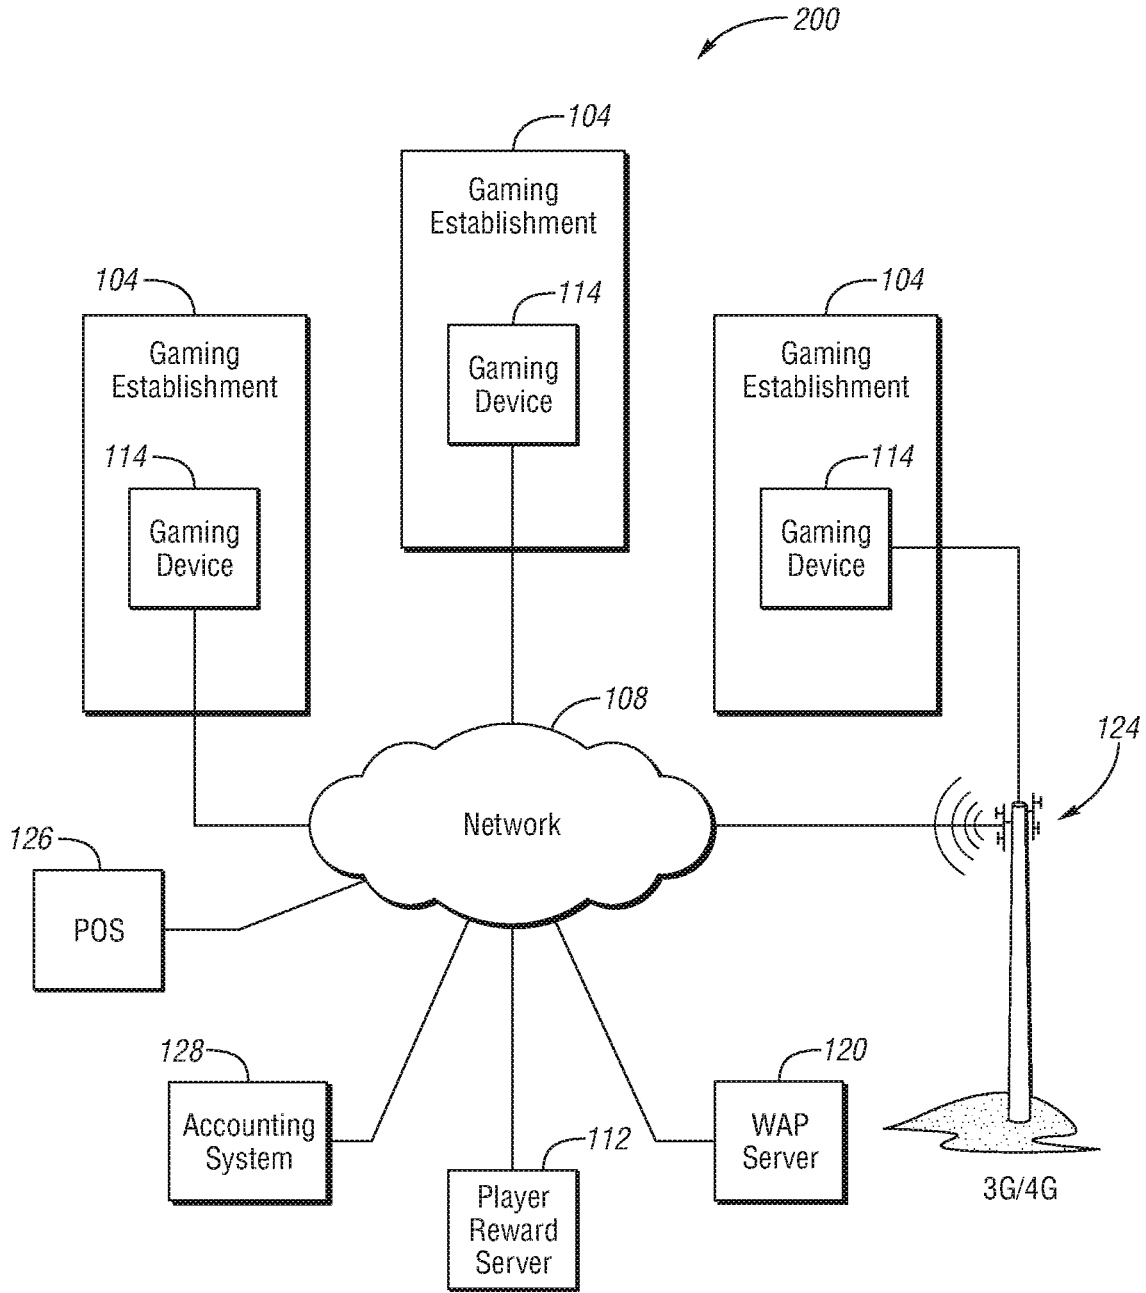 200
104
Gaming
Establishment
114
Gaming
Device
104
Gaming
Establishment
114
Gaming
Device
104
Gaming
Establishment
114
Gaming
Device
108
Network
124
126
POS
128
Accounting
System
112
Player
Reward
Server
120
WAP
Server
3G/4G